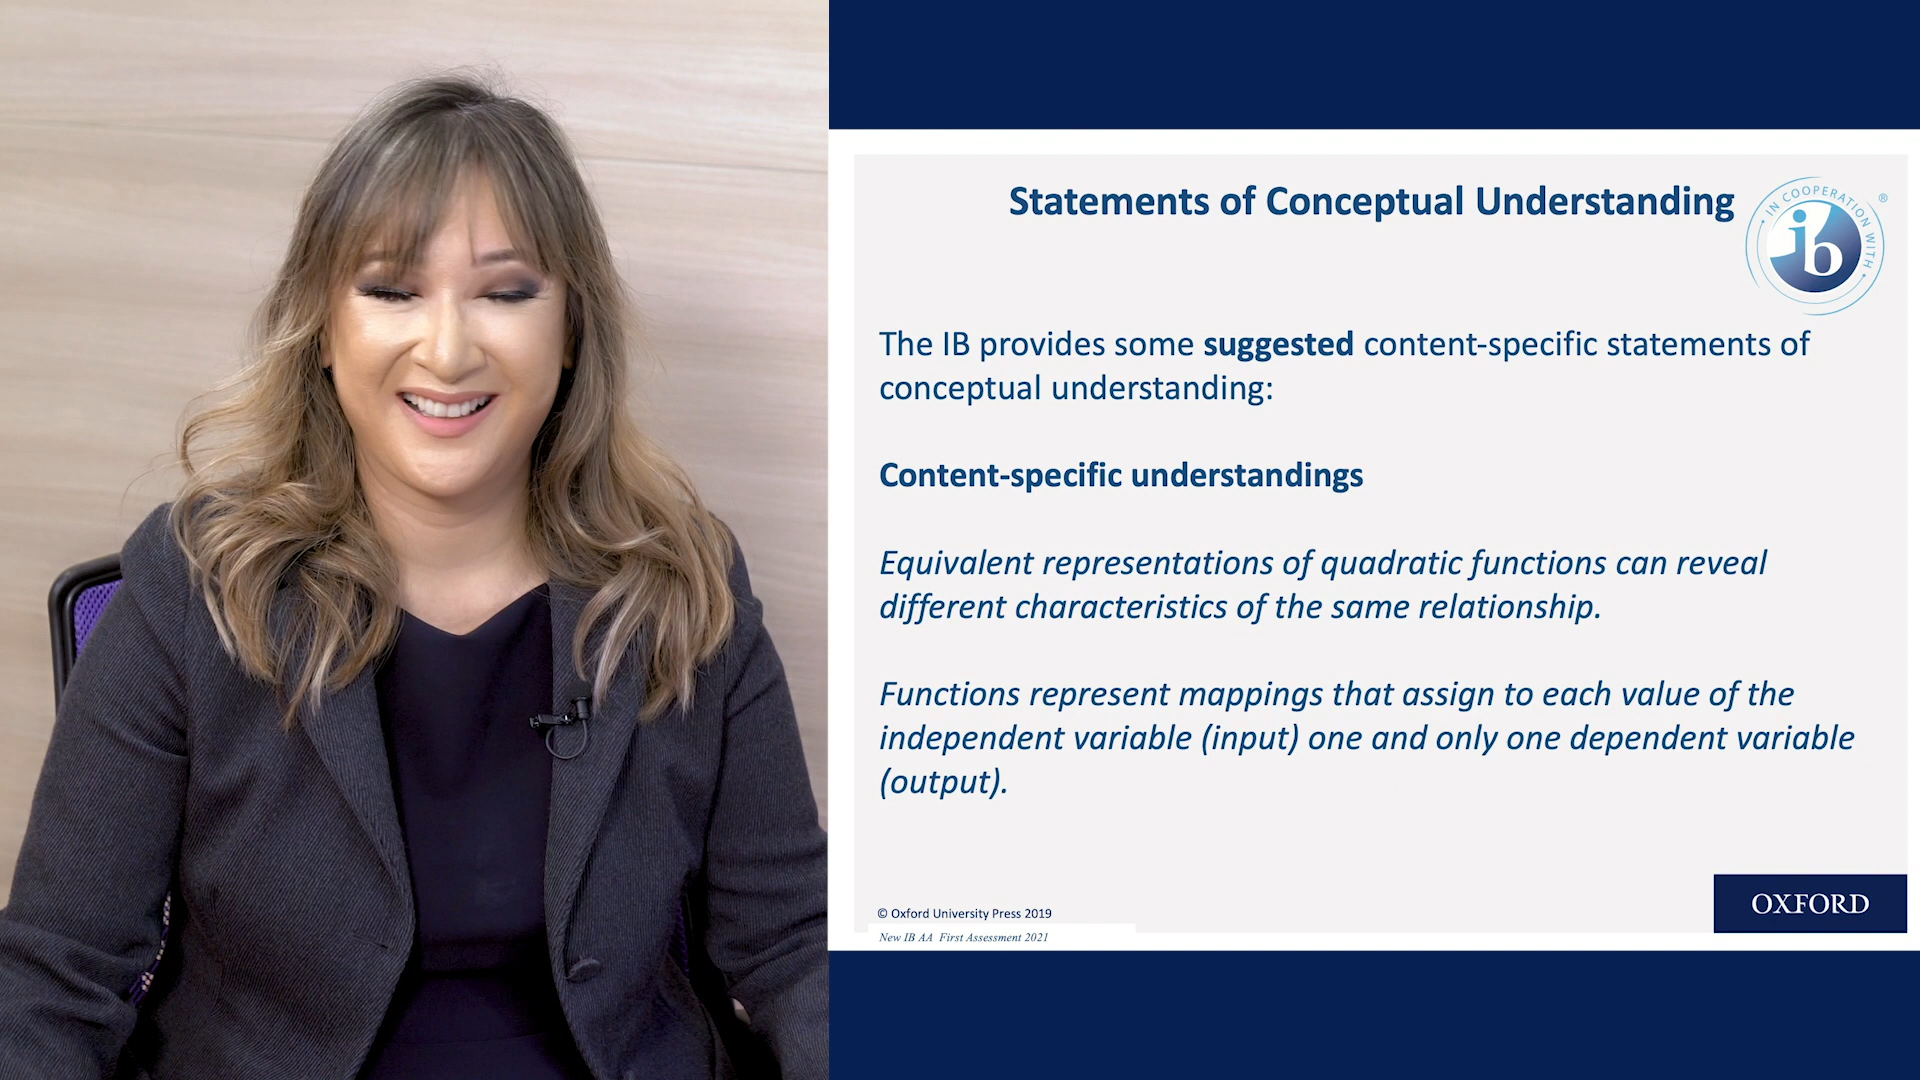 Statements of Conceptual Understanding
IN COOPERATION WITH
®
ib
The IB provides some suggested content-specific statements of
conceptual understanding:
Content-specific understandings
Equivalent representations of quadratic functions can reveal
different characteristics of the same relationship.
Functions represent mappings that assign to each value of the
independent variable (input) one and only one dependent variable
(output).
OXFORD
© Oxford University Press 2019
New IB AA  First Assessment 2021